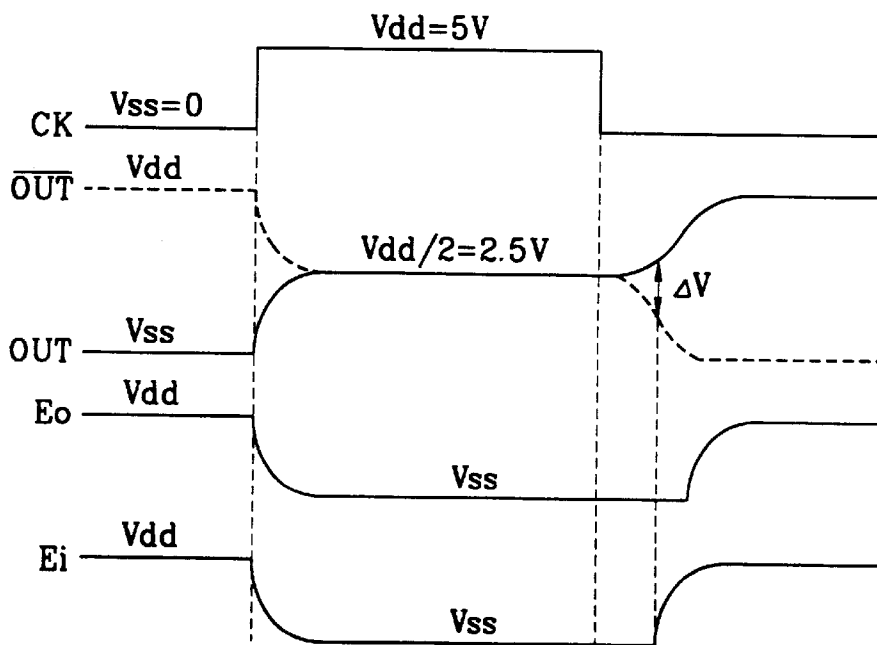 Vdd=5V
Vss=0
CK
Vdd
O̅U̅T̅
Vdd/2=2.5V
ΔV
Vss
OUT
Vdd
Eo
Vss
Vdd
Ei
Vss